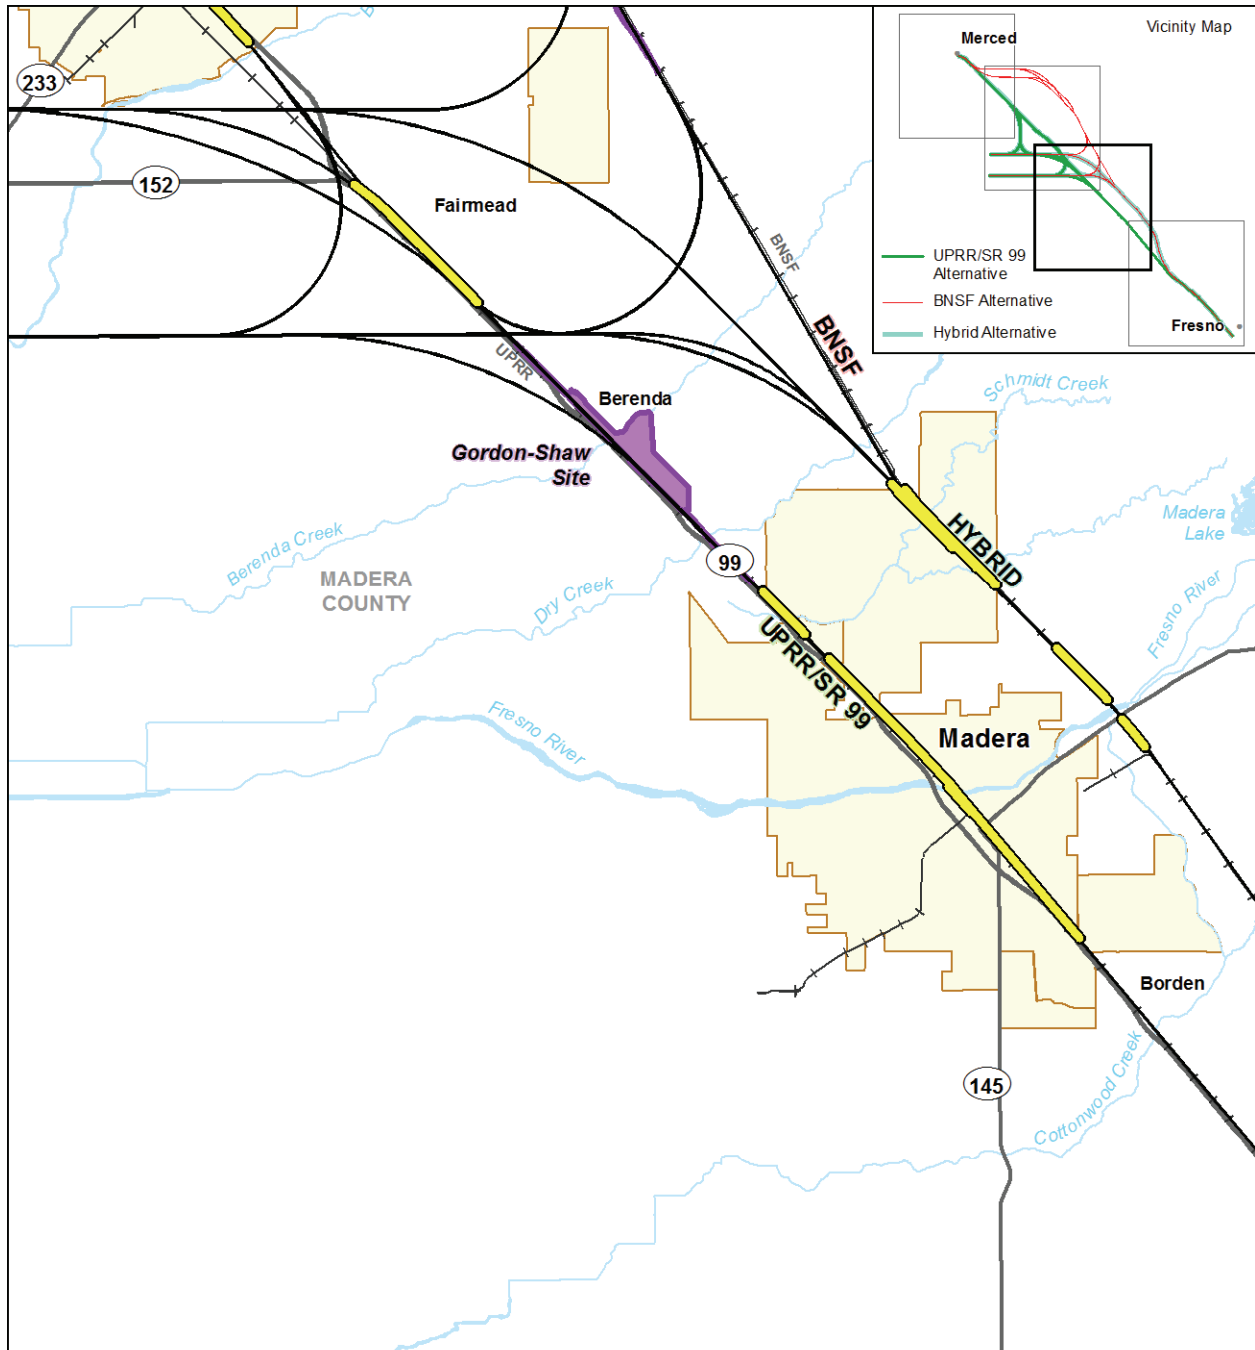 Vicinity Map
Merced
UPRR/SR 99
Alternative
BNSF Alternative
Hybrid Alternative
Fresno
233
152
Fairmead
BNSF
BNSF
UPRR
Berenda
Gordon-Shaw
Site
Schmidt Creek
Madera
Lake
HYBRID
99
Berenda Creek
MADERA
COUNTY
Dry Creek
Fresno River
UPRR/SR 99
Fresno River
Madera
Borden
145
Cottonwood Creek